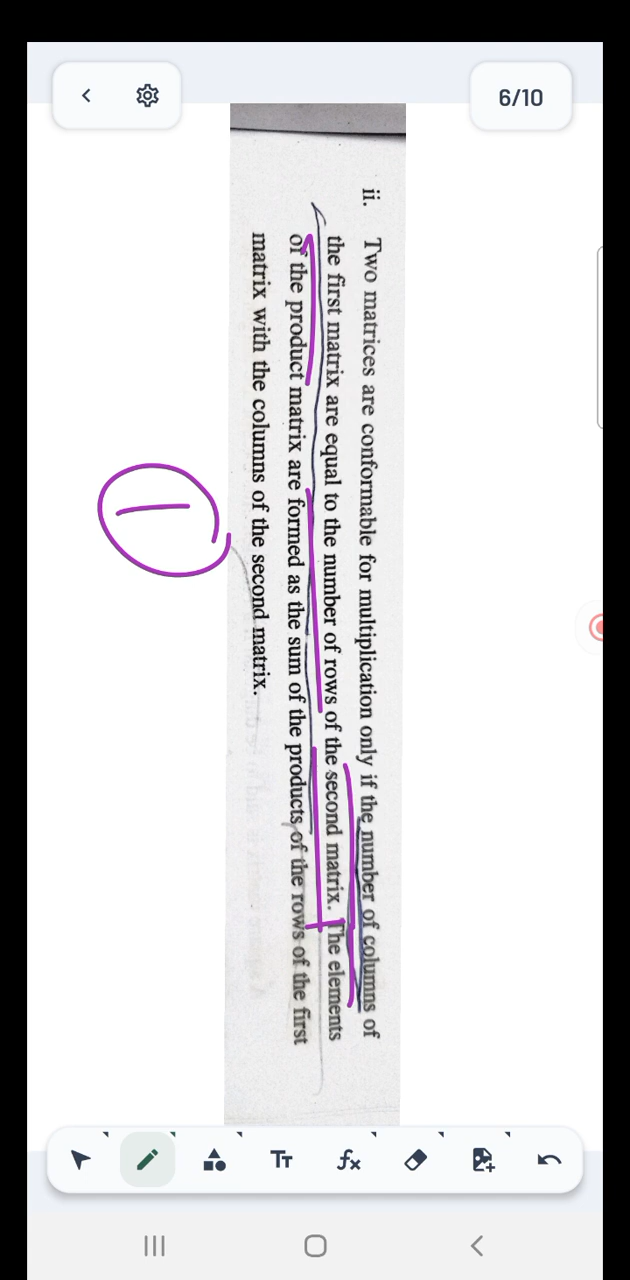 6/10
ii. Two matrices are conformable for multiplication only if the number of columns of
the first matrix are equal to the number of rows of the second matrix. The elements
of the product matrix are formed as the sum of the products of the rows of the first
matrix with the columns of the second matrix.
1
TT
fx